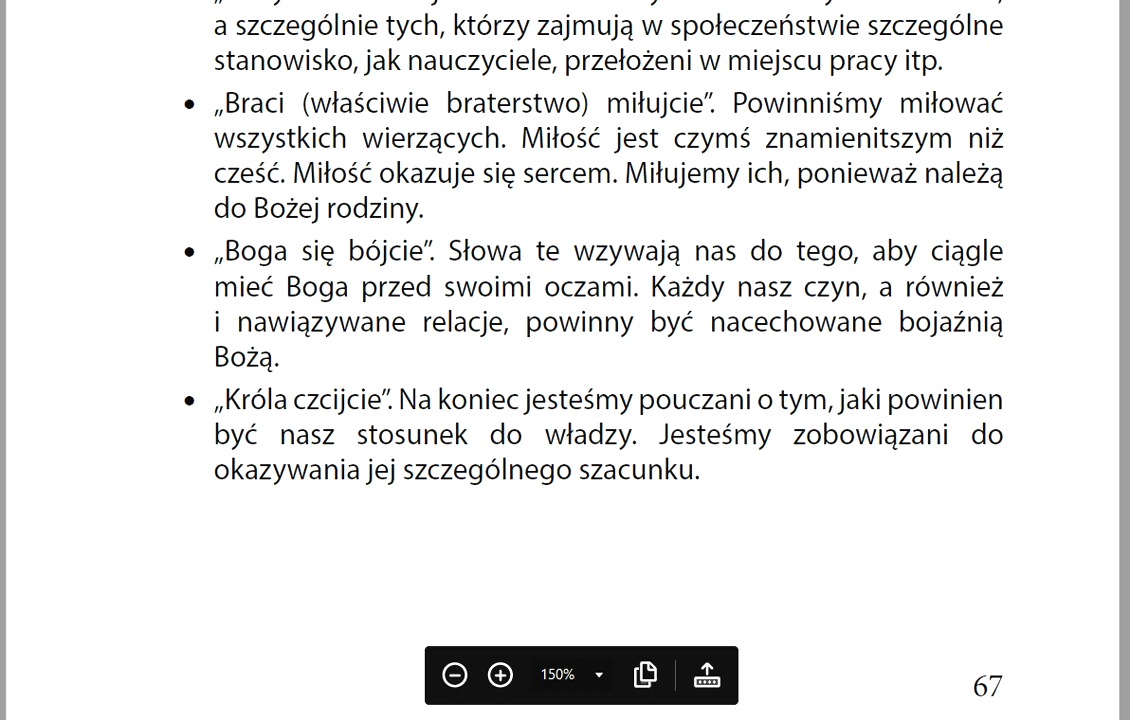 a szczególnie tych, którzy zajmują w społeczeństwie szczególne
stanowisko, jak nauczyciele, przełożeni w miejscu pracy itp.
• „Braci (właściwie braterstwo) miłujcie”. Powinniśmy miłować
wszystkich wierzących. Miłość jest czymś znamienitszym niż
cześć. Miłość okazuje się sercem. Miłujemy ich, ponieważ należą
do Bożej rodziny.
• „Boga się bójcie”. Słowa te wzywają nas do tego, aby ciągle
mieć Boga przed swoimi oczami. Każdy nasz czyn, a również
i nawiązywane relacje, powinny być nacechowane bojaźnią
Bożą.
• „Króla czcijcie”. Na koniec jesteśmy pouczani o tym, jaki powinien
być nasz stosunek do władzy. Jesteśmy zobowiązani do
okazywania jej szczególnego szacunku.
150%
67